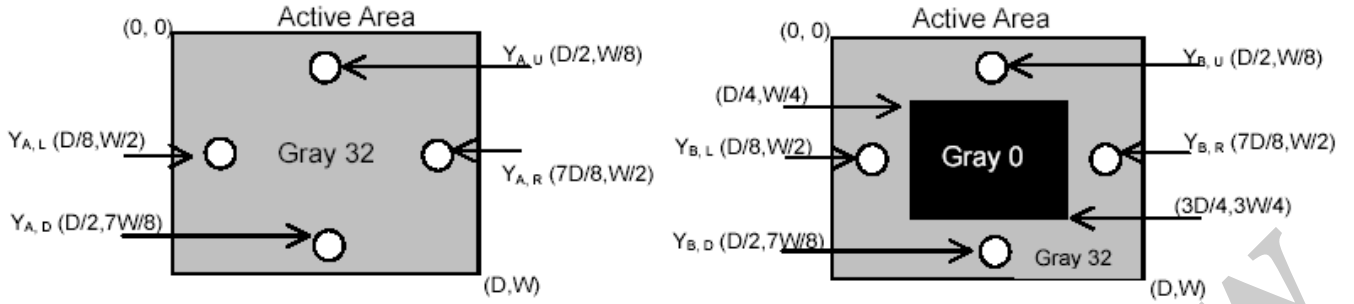 Active Area
(0, 0)
Y A, U (D/2,W/8)
Y A, L (D/8,W/2)
Gray 32
Y A, R (7D/8,W/2)
Y A, D (D/2,7W/8)
(D,W)
Active Area
(0, 0)
Y B, U (D/2,W/8)
(D/4,W/4)
Y B, L (D/8,W/2)
Gray 0
Y B, R (7D/8,W/2)
(3D/4,3W/4)
Y B, D (D/2,7W/8)
Gray 32
(D,W)